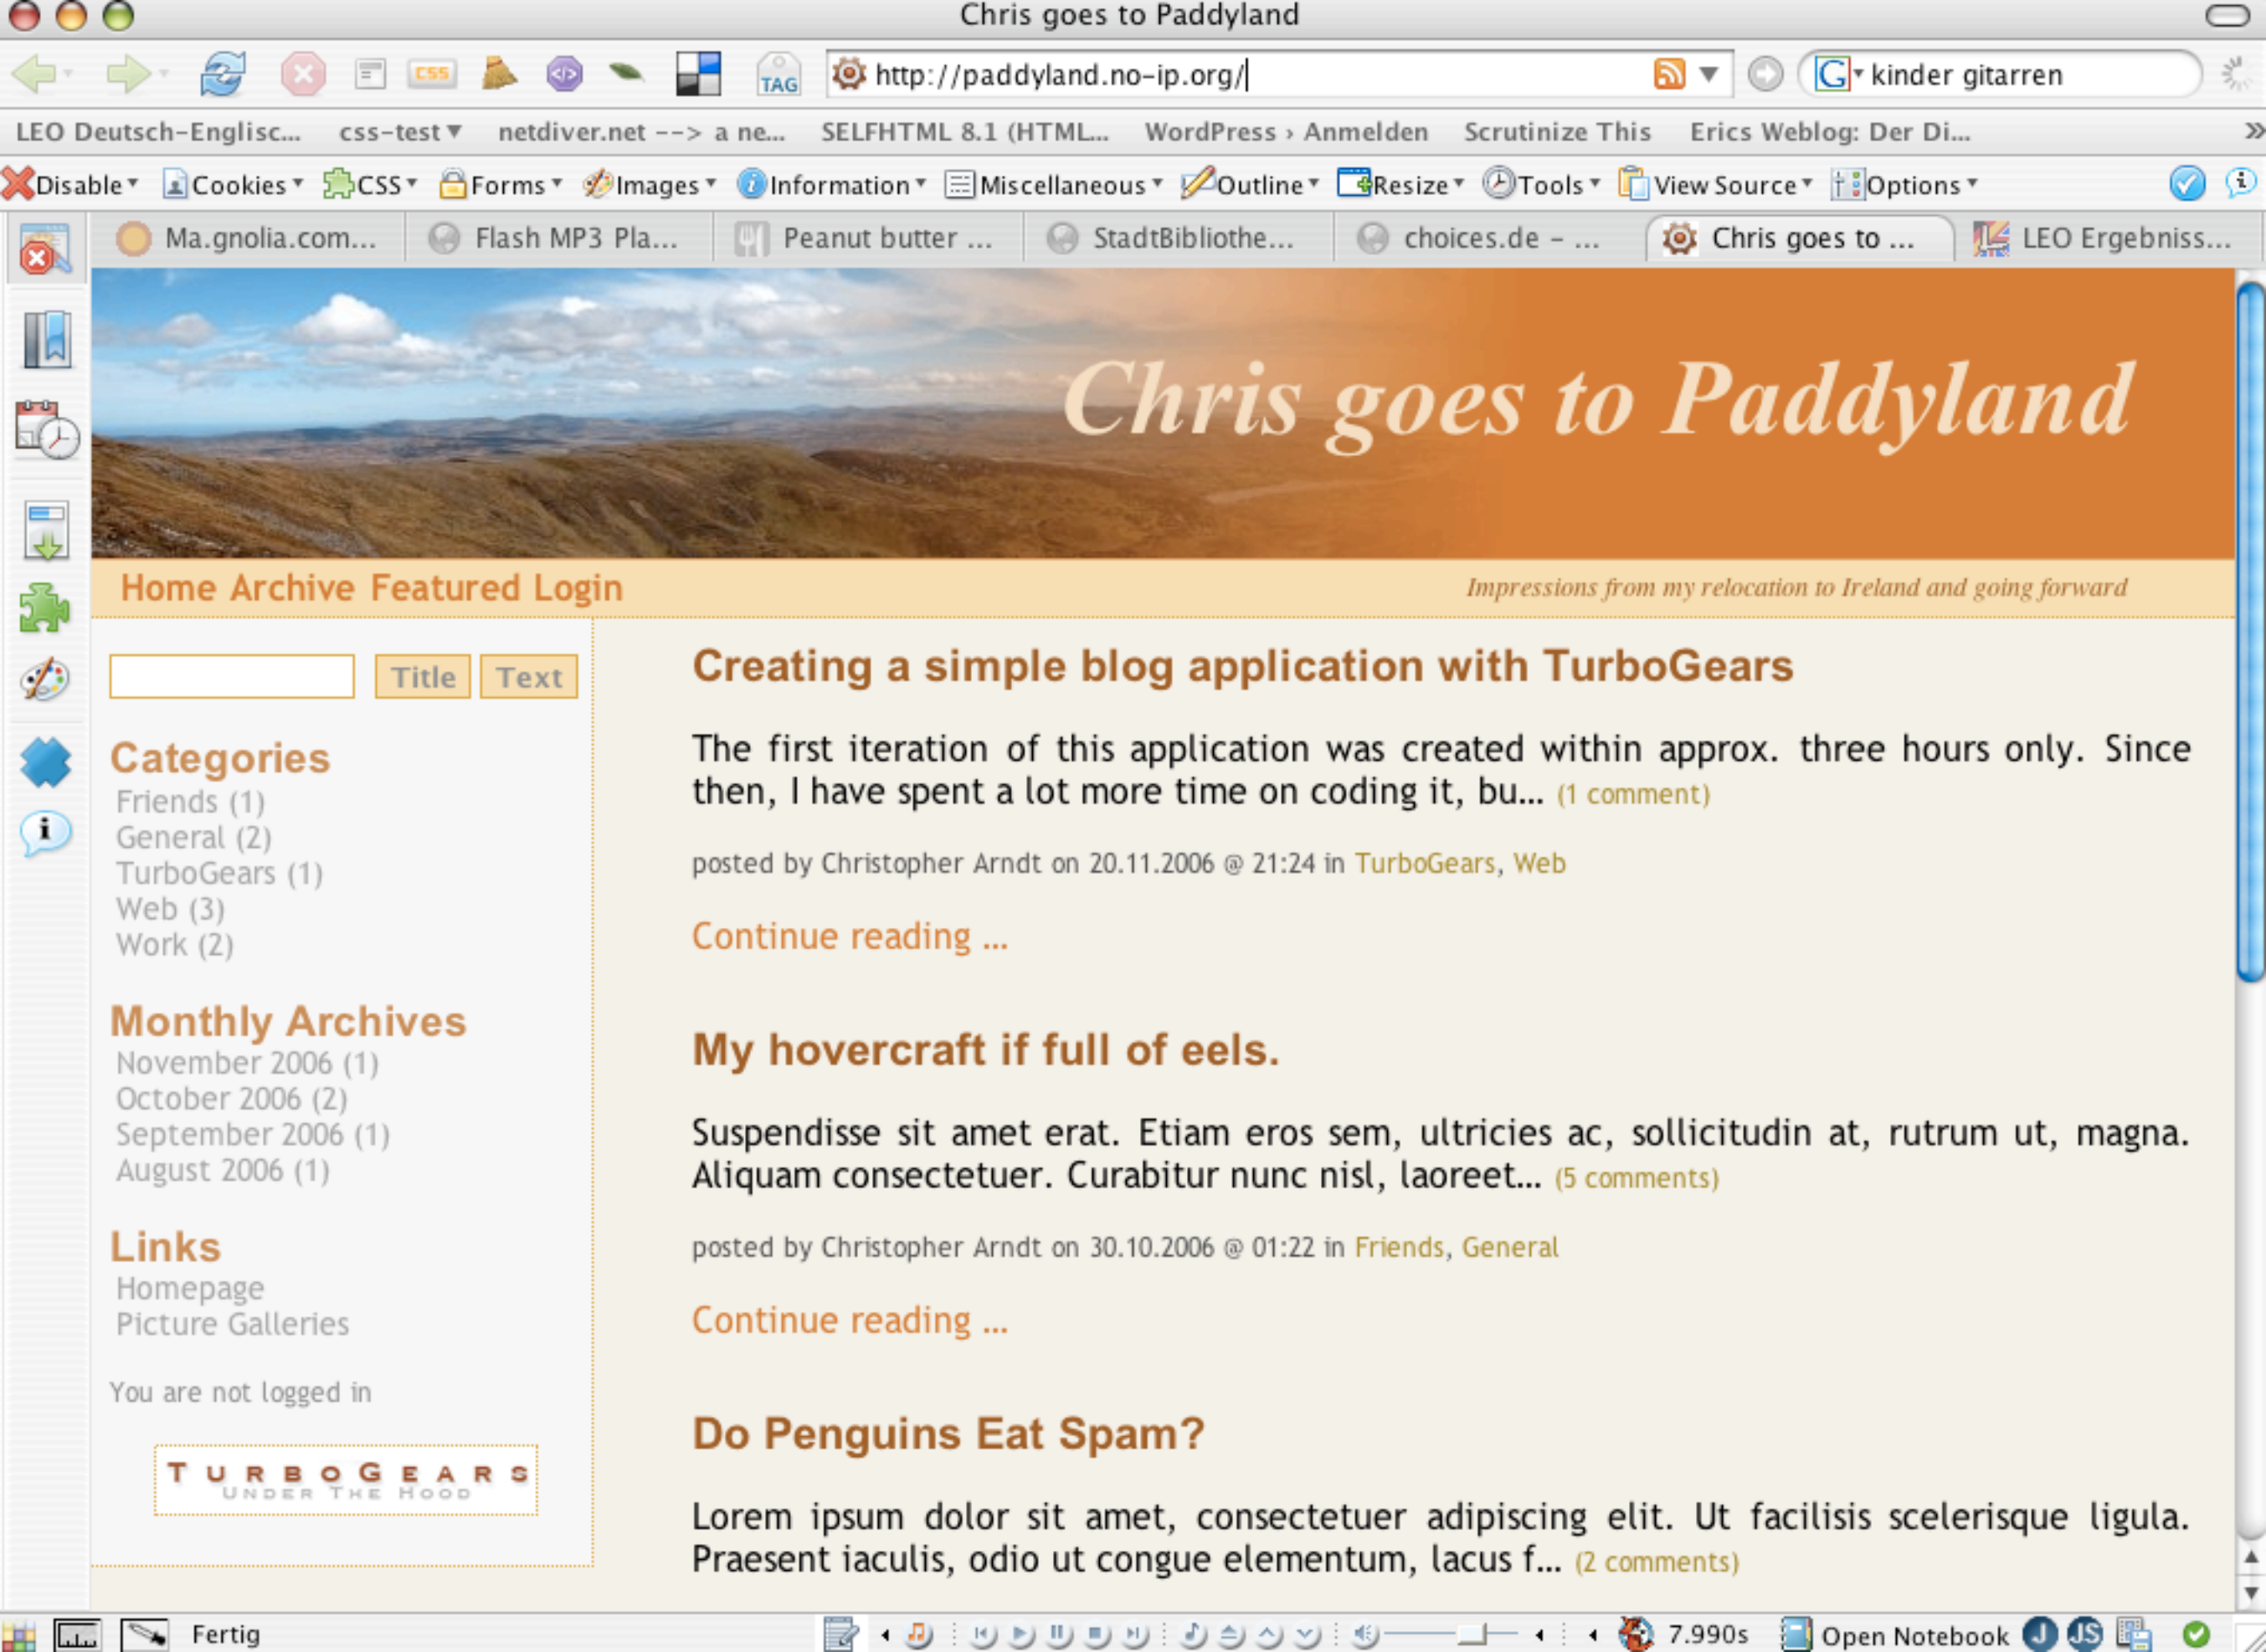 Chris goes to Paddyland
CSS
TAG
http://paddyland.no-ip.org/
G kinder gitarren
LEO Deutsch-Englisc... css-test netdiver.net --> a ne... SELFHTML 8.1 (HTML... WordPress › Anmelden Scrutinize This Erics Weblog: Der Di... »
Disable Cookies CSS Forms Images Information Miscellaneous Outline Resize Tools View Source Options
Ma.gnolia.com... Flash MP3 Pla... Peanut butter ... StadtBibliothe... choices.de - ... Chris goes to ... LEO Ergebniss...
Chris goes to Paddyland
Home Archive Featured Login
Impressions from my relocation to Ireland and going forward
Title Text
Categories
Friends (1)
General (2)
TurboGears (1)
Web (3)
Work (2)
Monthly Archives
November 2006 (1)
October 2006 (2)
September 2006 (1)
August 2006 (1)
Links
Homepage
Picture Galleries
You are not logged in
TURBOGEARS
UNDER THE HOOD
Creating a simple blog application with TurboGears
The first iteration of this application was created within approx. three hours only. Since
then, I have spent a lot more time on coding it, bu... (1 comment)
posted by Christopher Arndt on 20.11.2006 @ 21:24 in TurboGears, Web
Continue reading ...
My hovercraft if full of eels.
Suspendisse sit amet erat. Etiam eros sem, ultricies ac, sollicitudin at, rutrum ut, magna.
Aliquam consectetuer. Curabitur nunc nisl, laoreet... (5 comments)
posted by Christopher Arndt on 30.10.2006 @ 01:22 in Friends, General
Continue reading ...
Do Penguins Eat Spam?
Lorem ipsum dolor sit amet, consectetuer adipiscing elit. Ut facilisis scelerisque ligula.
Praesent iaculis, odio ut congue elementum, lacus f... (2 comments)
Fertig
7.990s Open Notebook J JS